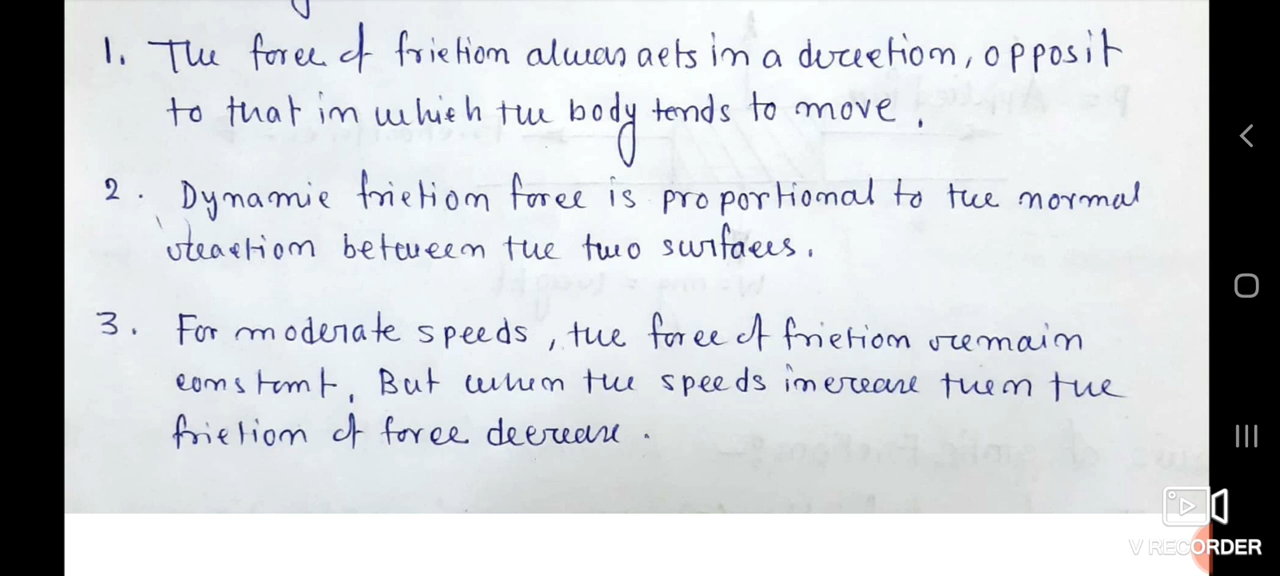 1. The force of friction alwas acts in a direction, opposit
to that in which the body tends to move.
2. Dynamic friction force is proportional to the normal
reaction between the two surfaces.
3. For moderate speeds, the force of friction remain
constant. But when the speeds increase then the
friction of force decrease.
V RECORDER